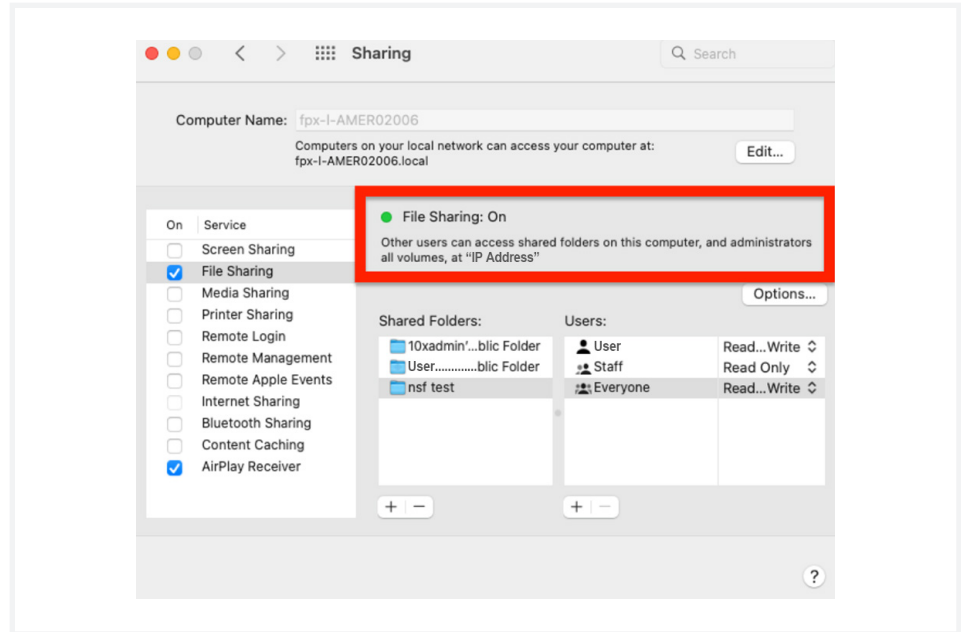 Sharing
Search
Computer Name: fpx-l-AMER02006
Computers on your local network can access your computer at:
fpx-l-AMER02006.local
Edit...
On Service
Screen Sharing
File Sharing
Media Sharing
Printer Sharing
Remote Login
Remote Management
Remote Apple Events
Internet Sharing
Bluetooth Sharing
Content Caching
AirPlay Receiver
File Sharing: On
Other users can access shared folders on this computer, and administrators
all volumes, at “IP Address”
Options...
Shared Folders:
10xadmin’...blic Folder
User.............blic Folder
nsf test
Users:
User Read...Write
Staff Read Only
Everyone Read...Write
+ −
+ −
?